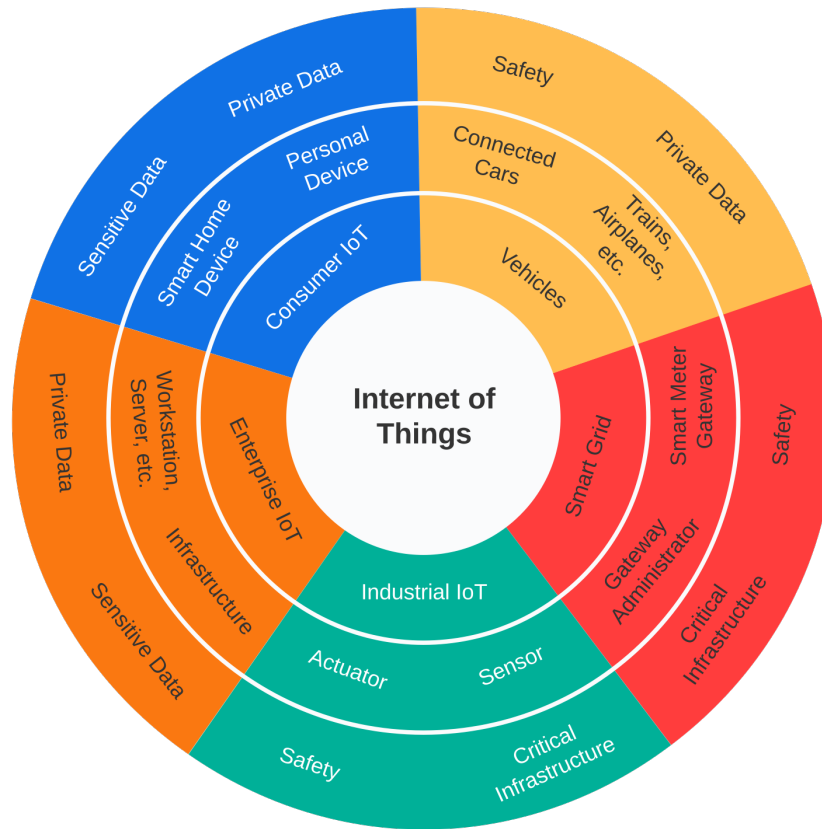 Internet of
Things
Consumer IoT
Smart Home
Device
Personal
Device
Sensitive Data
Private Data
Vehicles
Connected
Cars
Trains,
Airplanes,
etc.
Safety
Private Data
Smart Grid
Smart Meter
Gateway
Gateway
Administrator
Safety
Critical
Infrastructure
Industrial IoT
Actuator
Sensor
Safety
Critical
Infrastructure
Enterprise IoT
Workstation,
Server, etc.
Infrastructure
Private Data
Sensitive Data